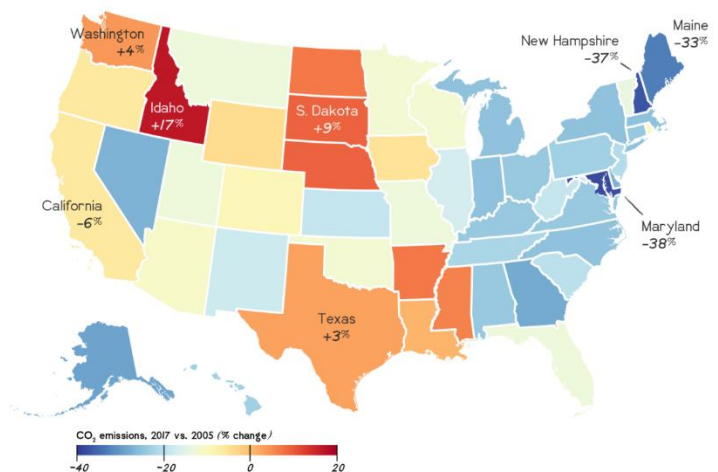 Washington
+4%
Idaho
+17%
S. Dakota
+9%
California
-6%
Texas
+3%
New Hampshire
-37%
Maine
-33%
Maryland
-38%
CO₂ emissions, 2017 vs. 2005 (% change)
-40 -20 0 20